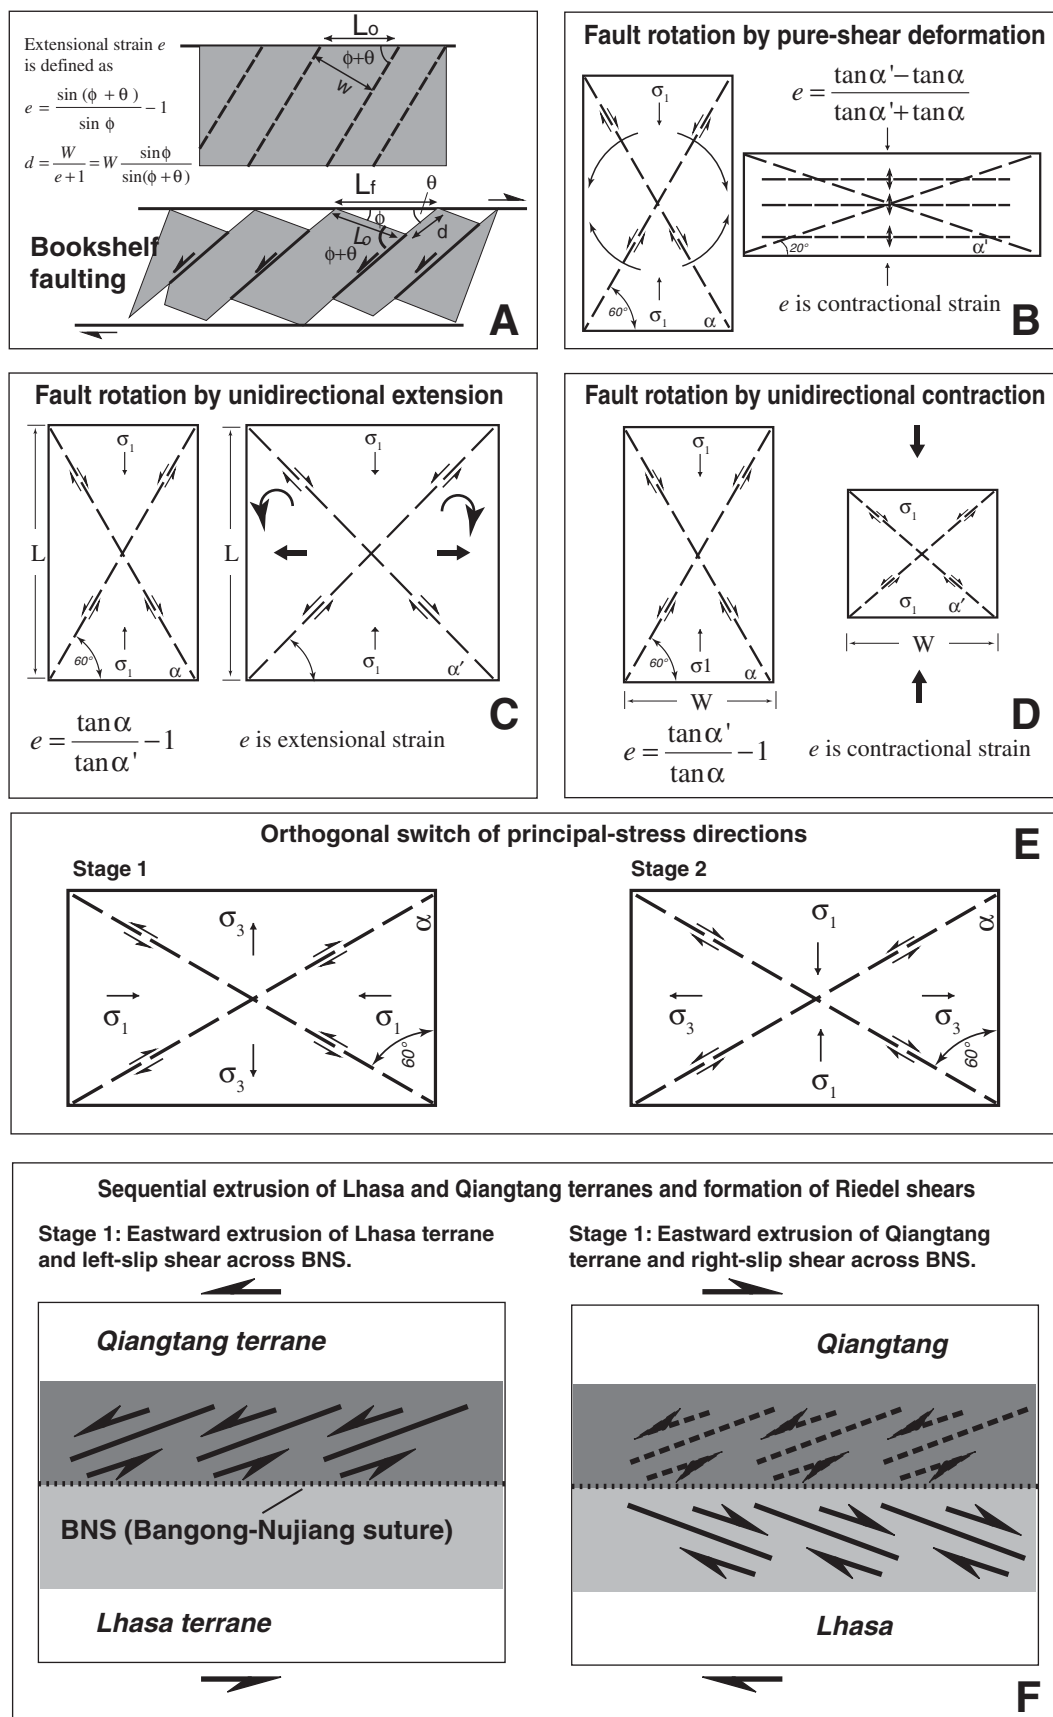 Extensional strain e
is defined as
e = sin (ϕ + θ) / sin ϕ − 1
d = W / e+1 = W sinϕ / sin(ϕ+θ)
Lo
ϕ+θ
W
Lf
θ
ϕ
Lo
d
ϕ+θ
Bookshelf
faulting
A
Fault rotation by pure-shear deformation
e = tanα' − tanα / tanα' + tanα
σ1
60°
σ1
α
20°
α'
e is contractional strain
B
Fault rotation by unidirectional extension
σ1
σ1
L
L
60°
σ1
α
σ1
α'
C
e = tanα / tanα' − 1
e is extensional strain
Fault rotation by unidirectional contraction
σ1
σ1
60°
σ1
α
σ1
α'
W
W
D
e = tanα' / tanα − 1
e is contractional strain
Orthogonal switch of principal-stress directions
E
Stage 1
Stage 2
σ3
α
σ1
σ1
60°
σ3
σ1
α
σ3
σ3
60°
σ1
Sequential extrusion of Lhasa and Qiangtang terranes and formation of Riedel shears
Stage 1: Eastward extrusion of Lhasa terrane
and left-slip shear across BNS.
Stage 1: Eastward extrusion of Qiangtang
terrane and right-slip shear across BNS.
Qiangtang terrane
Qiangtang
BNS (Bangong-Nujiang suture)
Lhasa terrane
Lhasa
F